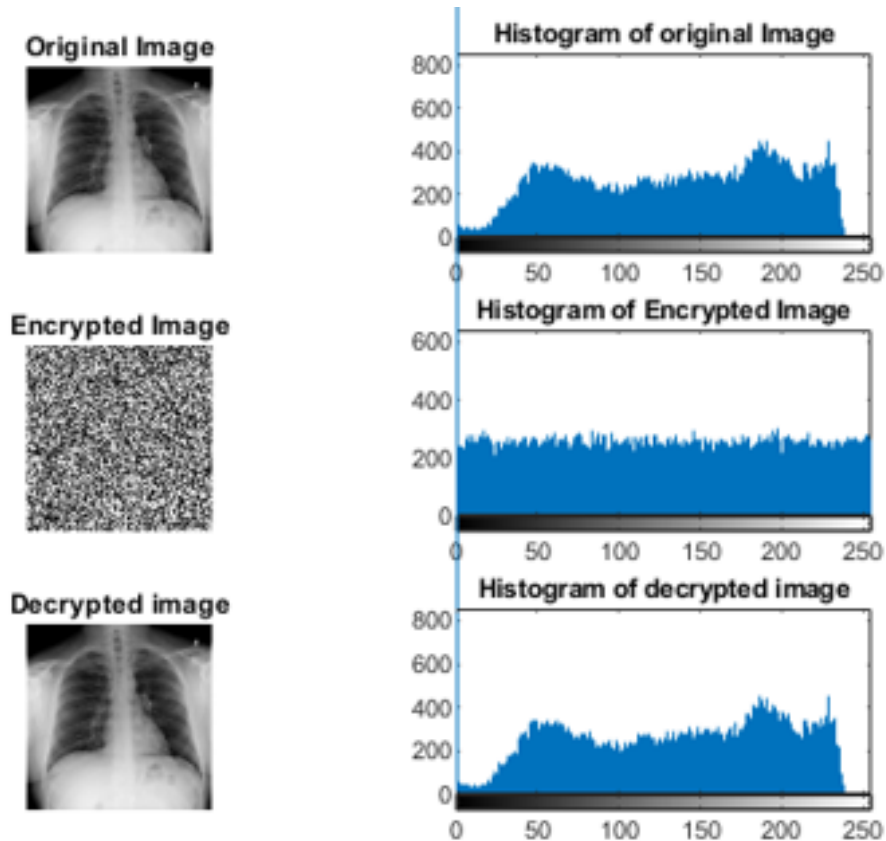 Original Image
Histogram of original Image
800
600
400
200
0
0 50 100 150 200 250
Encrypted Image
Histogram of Encrypted Image
600
400
200
0
0 50 100 150 200 250
Decrypted image
Histogram of decrypted image
800
600
400
200
0
0 50 100 150 200 250